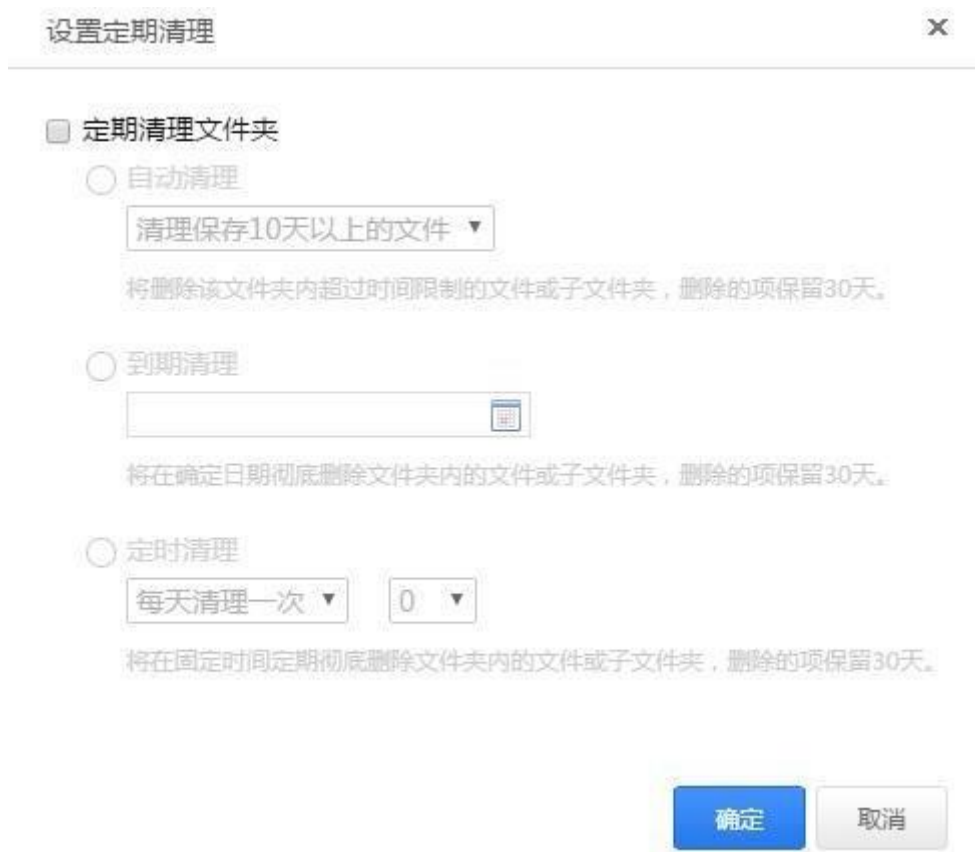 设置定期清理
定期清理文件夹
自动清理
清理保存10天以上的文件
将删除该文件夹内超过时间限制的文件或子文件夹，删除的项保留30天。
到期清理
将在确定日期彻底删除文件夹内的文件或子文件夹，删除的项保留30天。
定时清理
每天清理一次 0
将在固定时间定期彻底删除文件夹内的文件或子文件夹，删除的项保留30天。
确定 取消